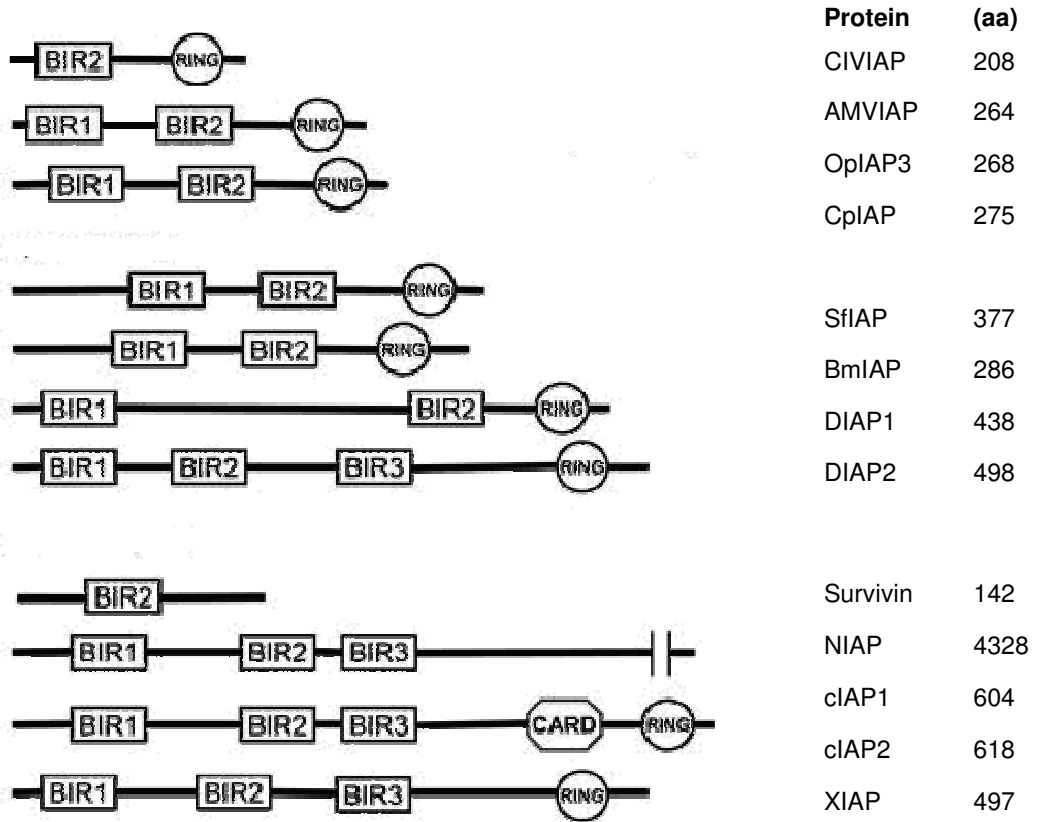 Protein (aa)
BIR2 RING
CIVIAP 208
BIR1 BIR2 RING
AMVIAP 264
BIR1 BIR2 RING
OpIAP3 268
CpIAP 275
BIR1 BIR2 RING
SfIAP 377
BIR1 BIR2 RING
BmIAP 286
BIR1 BIR2 RING
DIAP1 438
BIR1 BIR2 BIR3 RING
DIAP2 498
BIR2
Survivin 142
BIR1 BIR2 BIR3
NIAP 4328
BIR1 BIR2 BIR3 CARD RING
cIAP1 604
cIAP2 618
BIR1 BIR2 BIR3 RING
XIAP 497